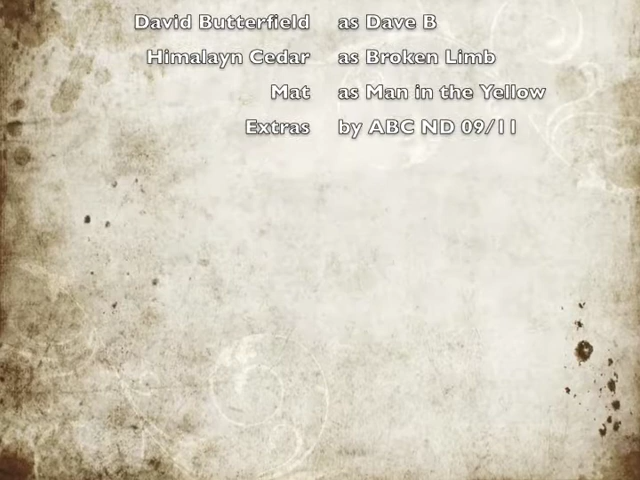 David Butterfield as Dave B
Himalayn Cedar as Broken Limb
Mat as Man in the Yellow
Extras by ABC ND 09/11